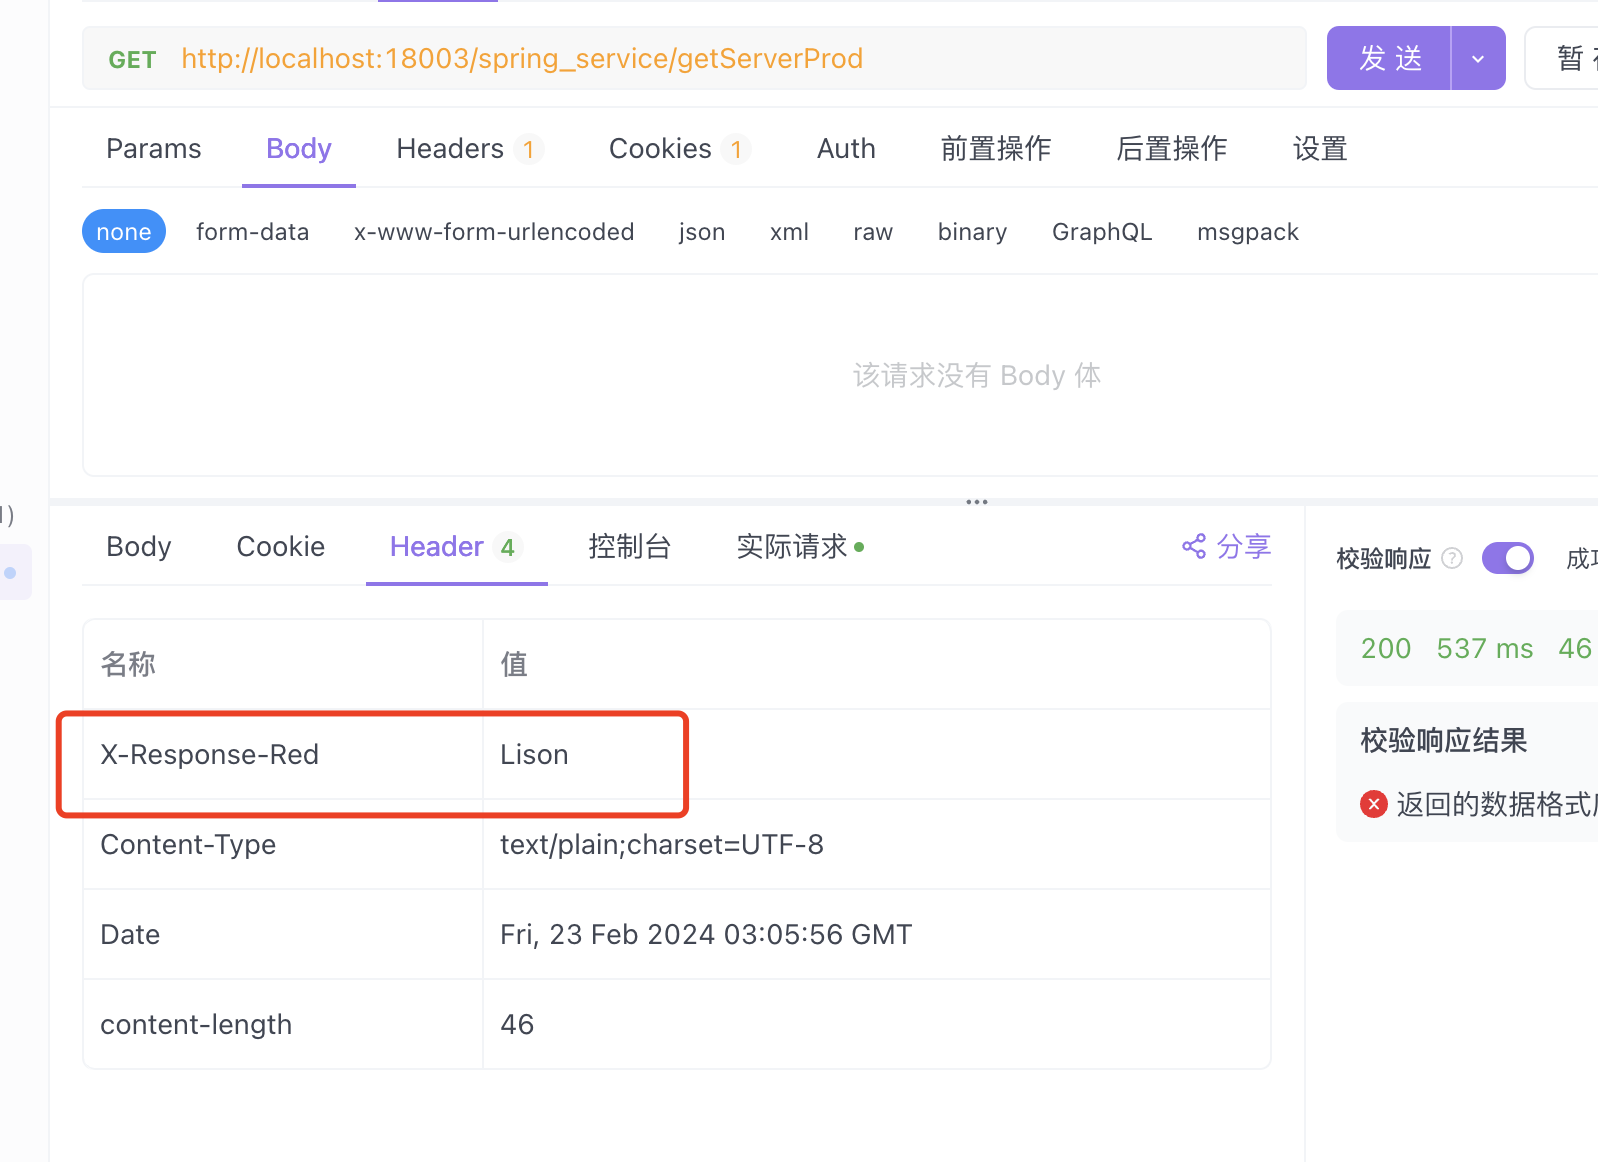 GET http://localhost:18003/spring_service/getServerProd 发送 暂
Params Body Headers 1 Cookies 1 Auth 前置操作 后置操作 设置
none form-data x-www-form-urlencoded json xml raw binary GraphQL msgpack
该请求没有 Body 体
Body Cookie Header 4 控制台 实际请求 分享
校验响应 ? 成
名称 值
X-Response-Red Lison
Content-Type text/plain;charset=UTF-8
Date Fri, 23 Feb 2024 03:05:56 GMT
content-length 46
200 537 ms 46
校验响应结果
返回的数据格式